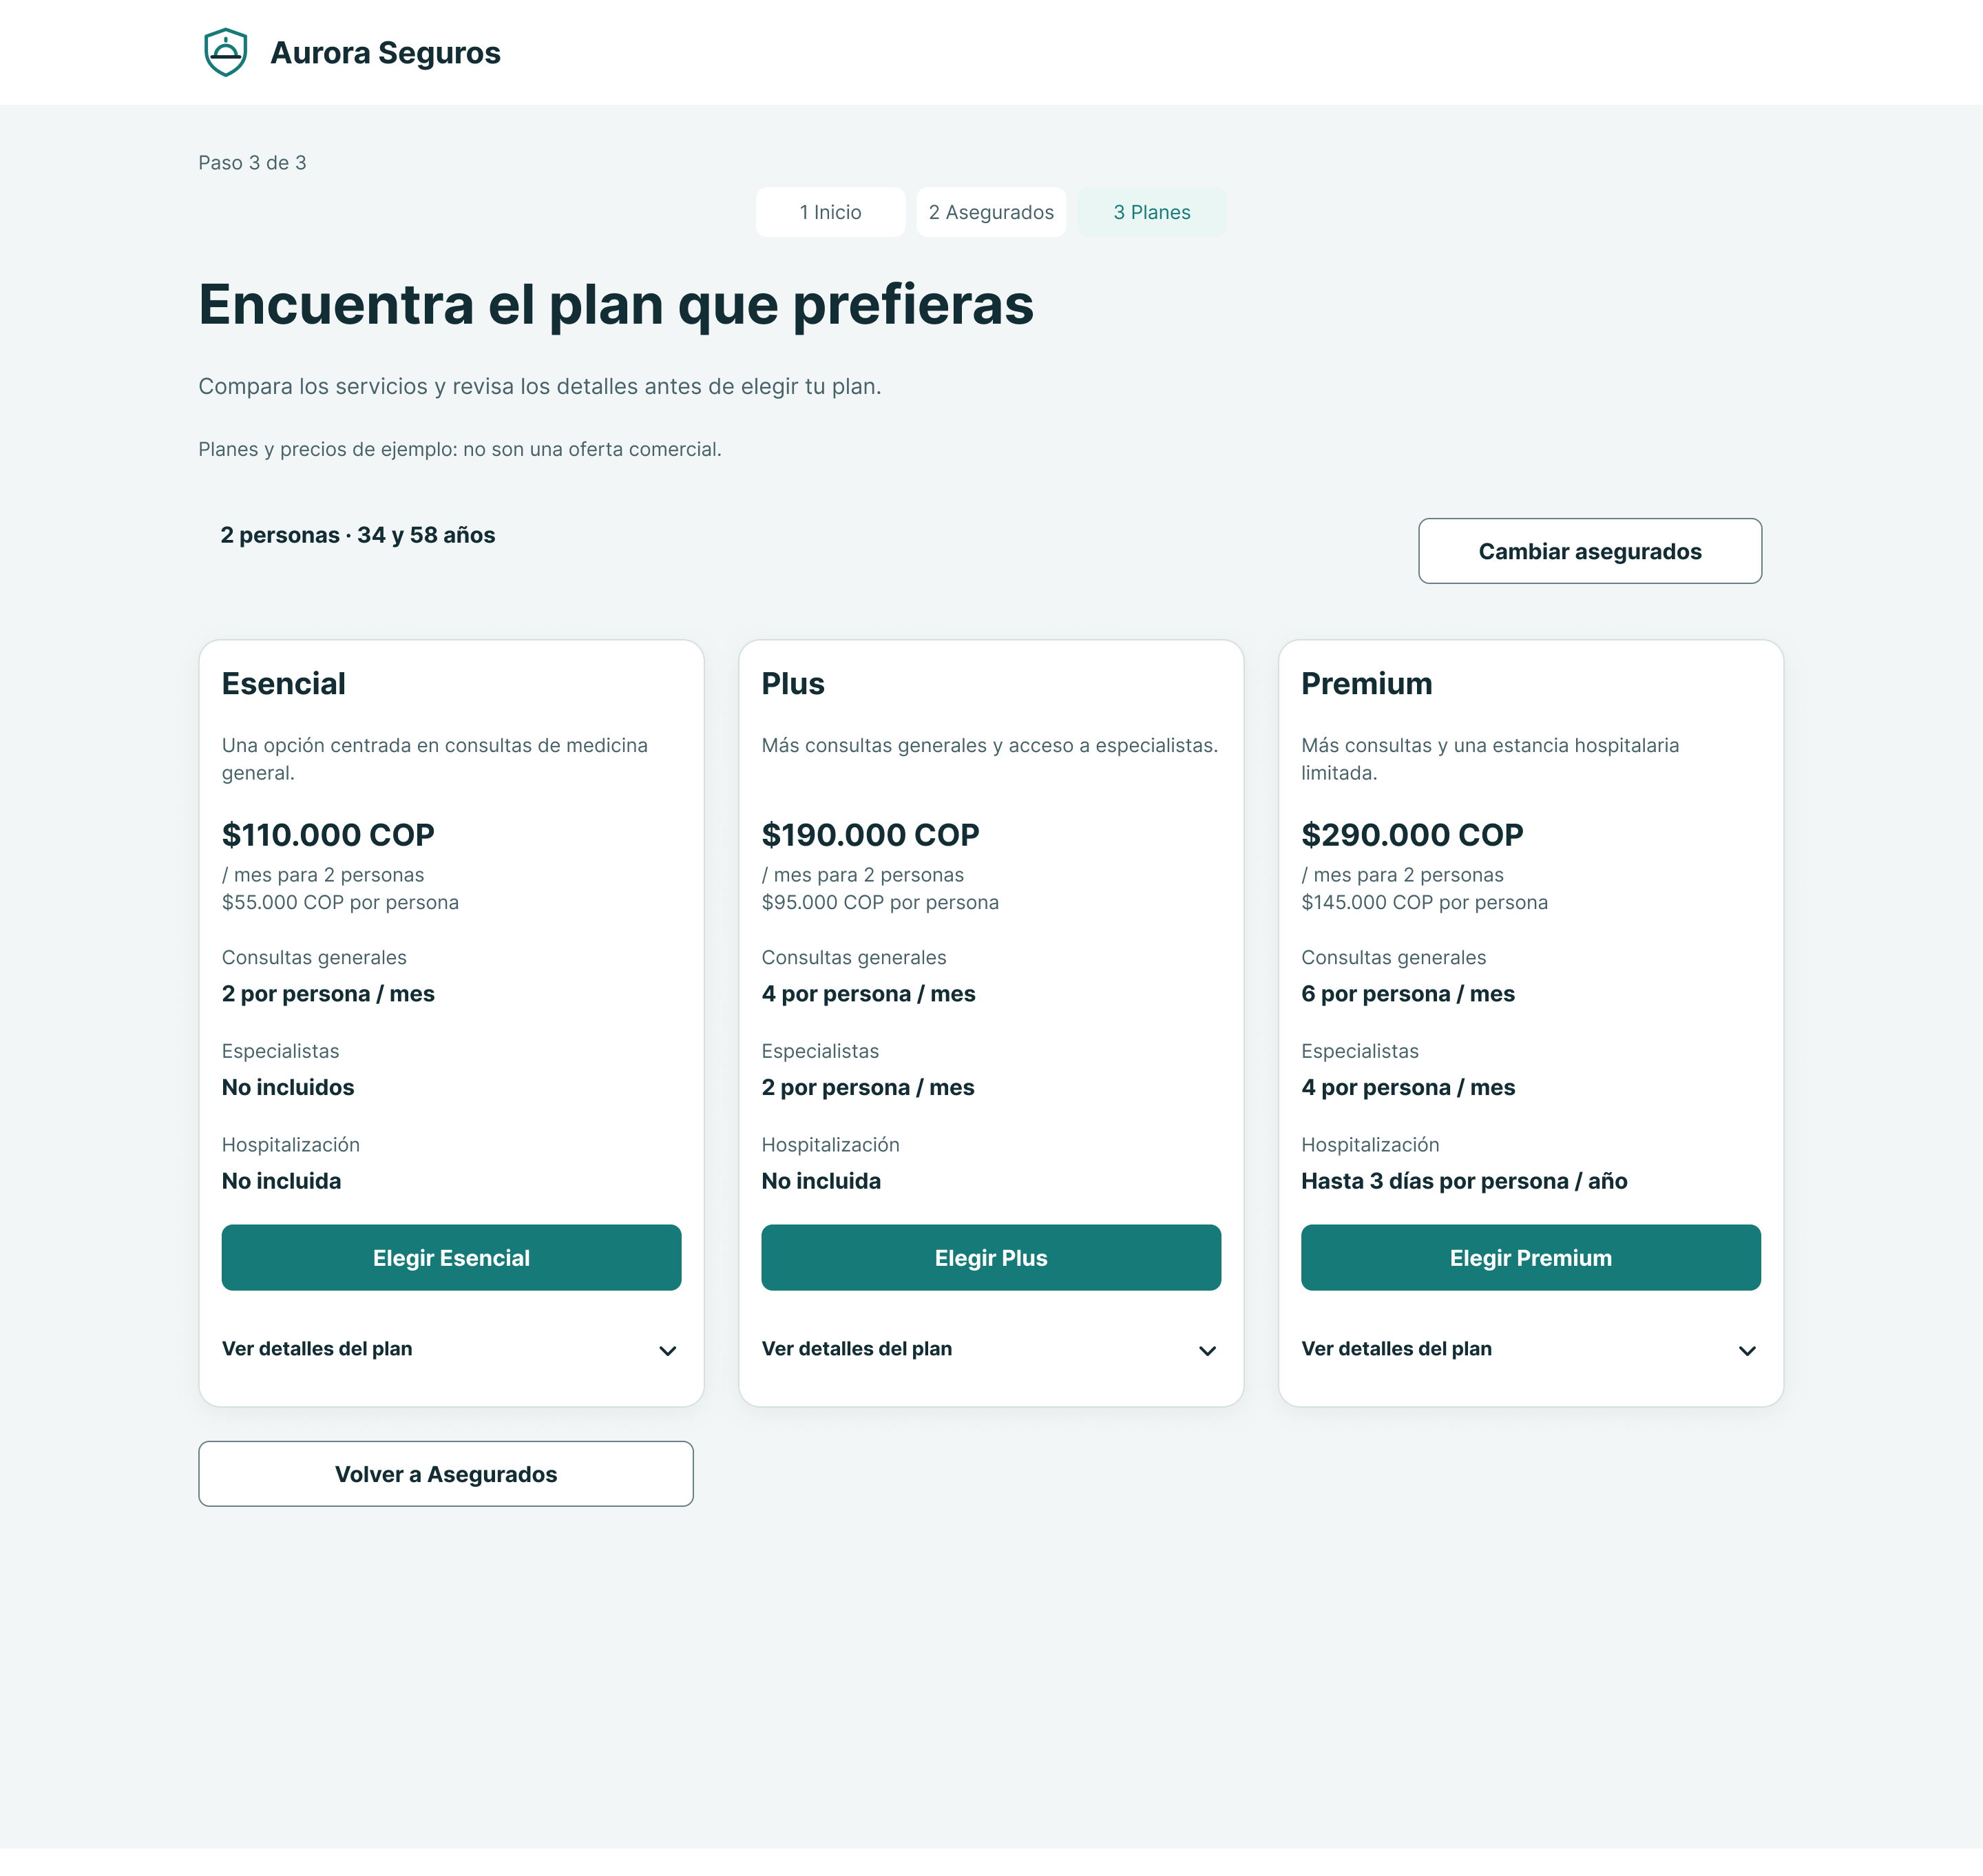 Aurora Seguros
Paso 3 de 3
1 Inicio
2 Asegurados
3 Planes
Encuentra el plan que prefieras
Compara los servicios y revisa los detalles antes de elegir tu plan.
Planes y precios de ejemplo: no son una oferta comercial.
2 personas · 34 y 58 años
Cambiar asegurados
Esencial
Una opción centrada en consultas de medicina
general.
$110.000 COP
/ mes para 2 personas
$55.000 COP por persona
Consultas generales
2 por persona / mes
Especialistas
No incluidos
Hospitalización
No incluida
Elegir Esencial
Ver detalles del plan
Plus
Más consultas generales y acceso a especialistas.
$190.000 COP
/ mes para 2 personas
$95.000 COP por persona
Consultas generales
4 por persona / mes
Especialistas
2 por persona / mes
Hospitalización
No incluida
Elegir Plus
Ver detalles del plan
Premium
Más consultas y una estancia hospitalaria
limitada.
$290.000 COP
/ mes para 2 personas
$145.000 COP por persona
Consultas generales
6 por persona / mes
Especialistas
4 por persona / mes
Hospitalización
Hasta 3 días por persona / año
Elegir Premium
Ver detalles del plan
Volver a Asegurados